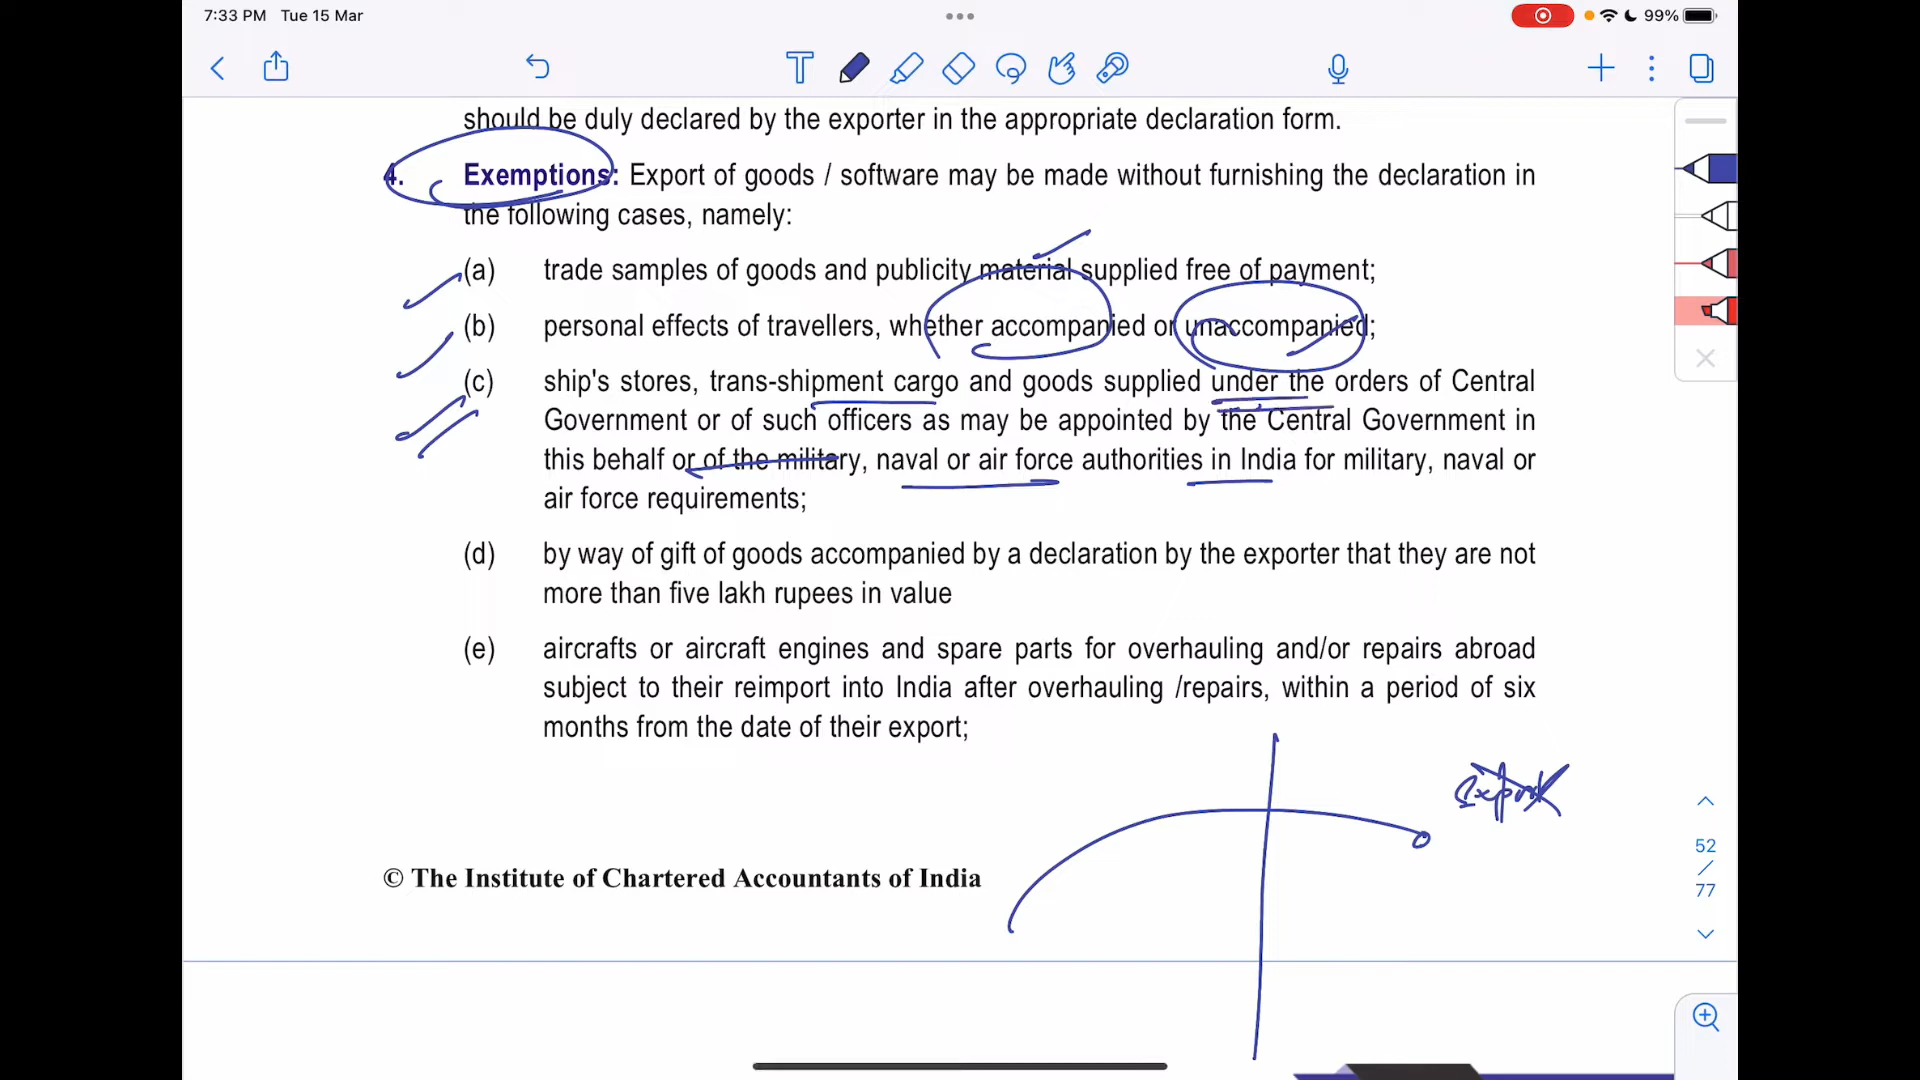 7:33 PM Tue 15 Mar
99%
should be duly declared by the exporter in the appropriate declaration form.
4. Exemptions: Export of goods / software may be made without furnishing the declaration in
the following cases, namely:
(a) trade samples of goods and publicity material supplied free of payment;
(b) personal effects of travellers, whether accompanied or unaccompanied;
(c) ship's stores, trans-shipment cargo and goods supplied under the orders of Central
Government or of such officers as may be appointed by the Central Government in
this behalf or of the military, naval or air force authorities in India for military, naval or
air force requirements;
(d) by way of gift of goods accompanied by a declaration by the exporter that they are not
more than five lakh rupees in value
(e) aircrafts or aircraft engines and spare parts for overhauling and/or repairs abroad
subject to their reimport into India after overhauling /repairs, within a period of six
months from the date of their export;
Export
52
/
77
© The Institute of Chartered Accountants of India